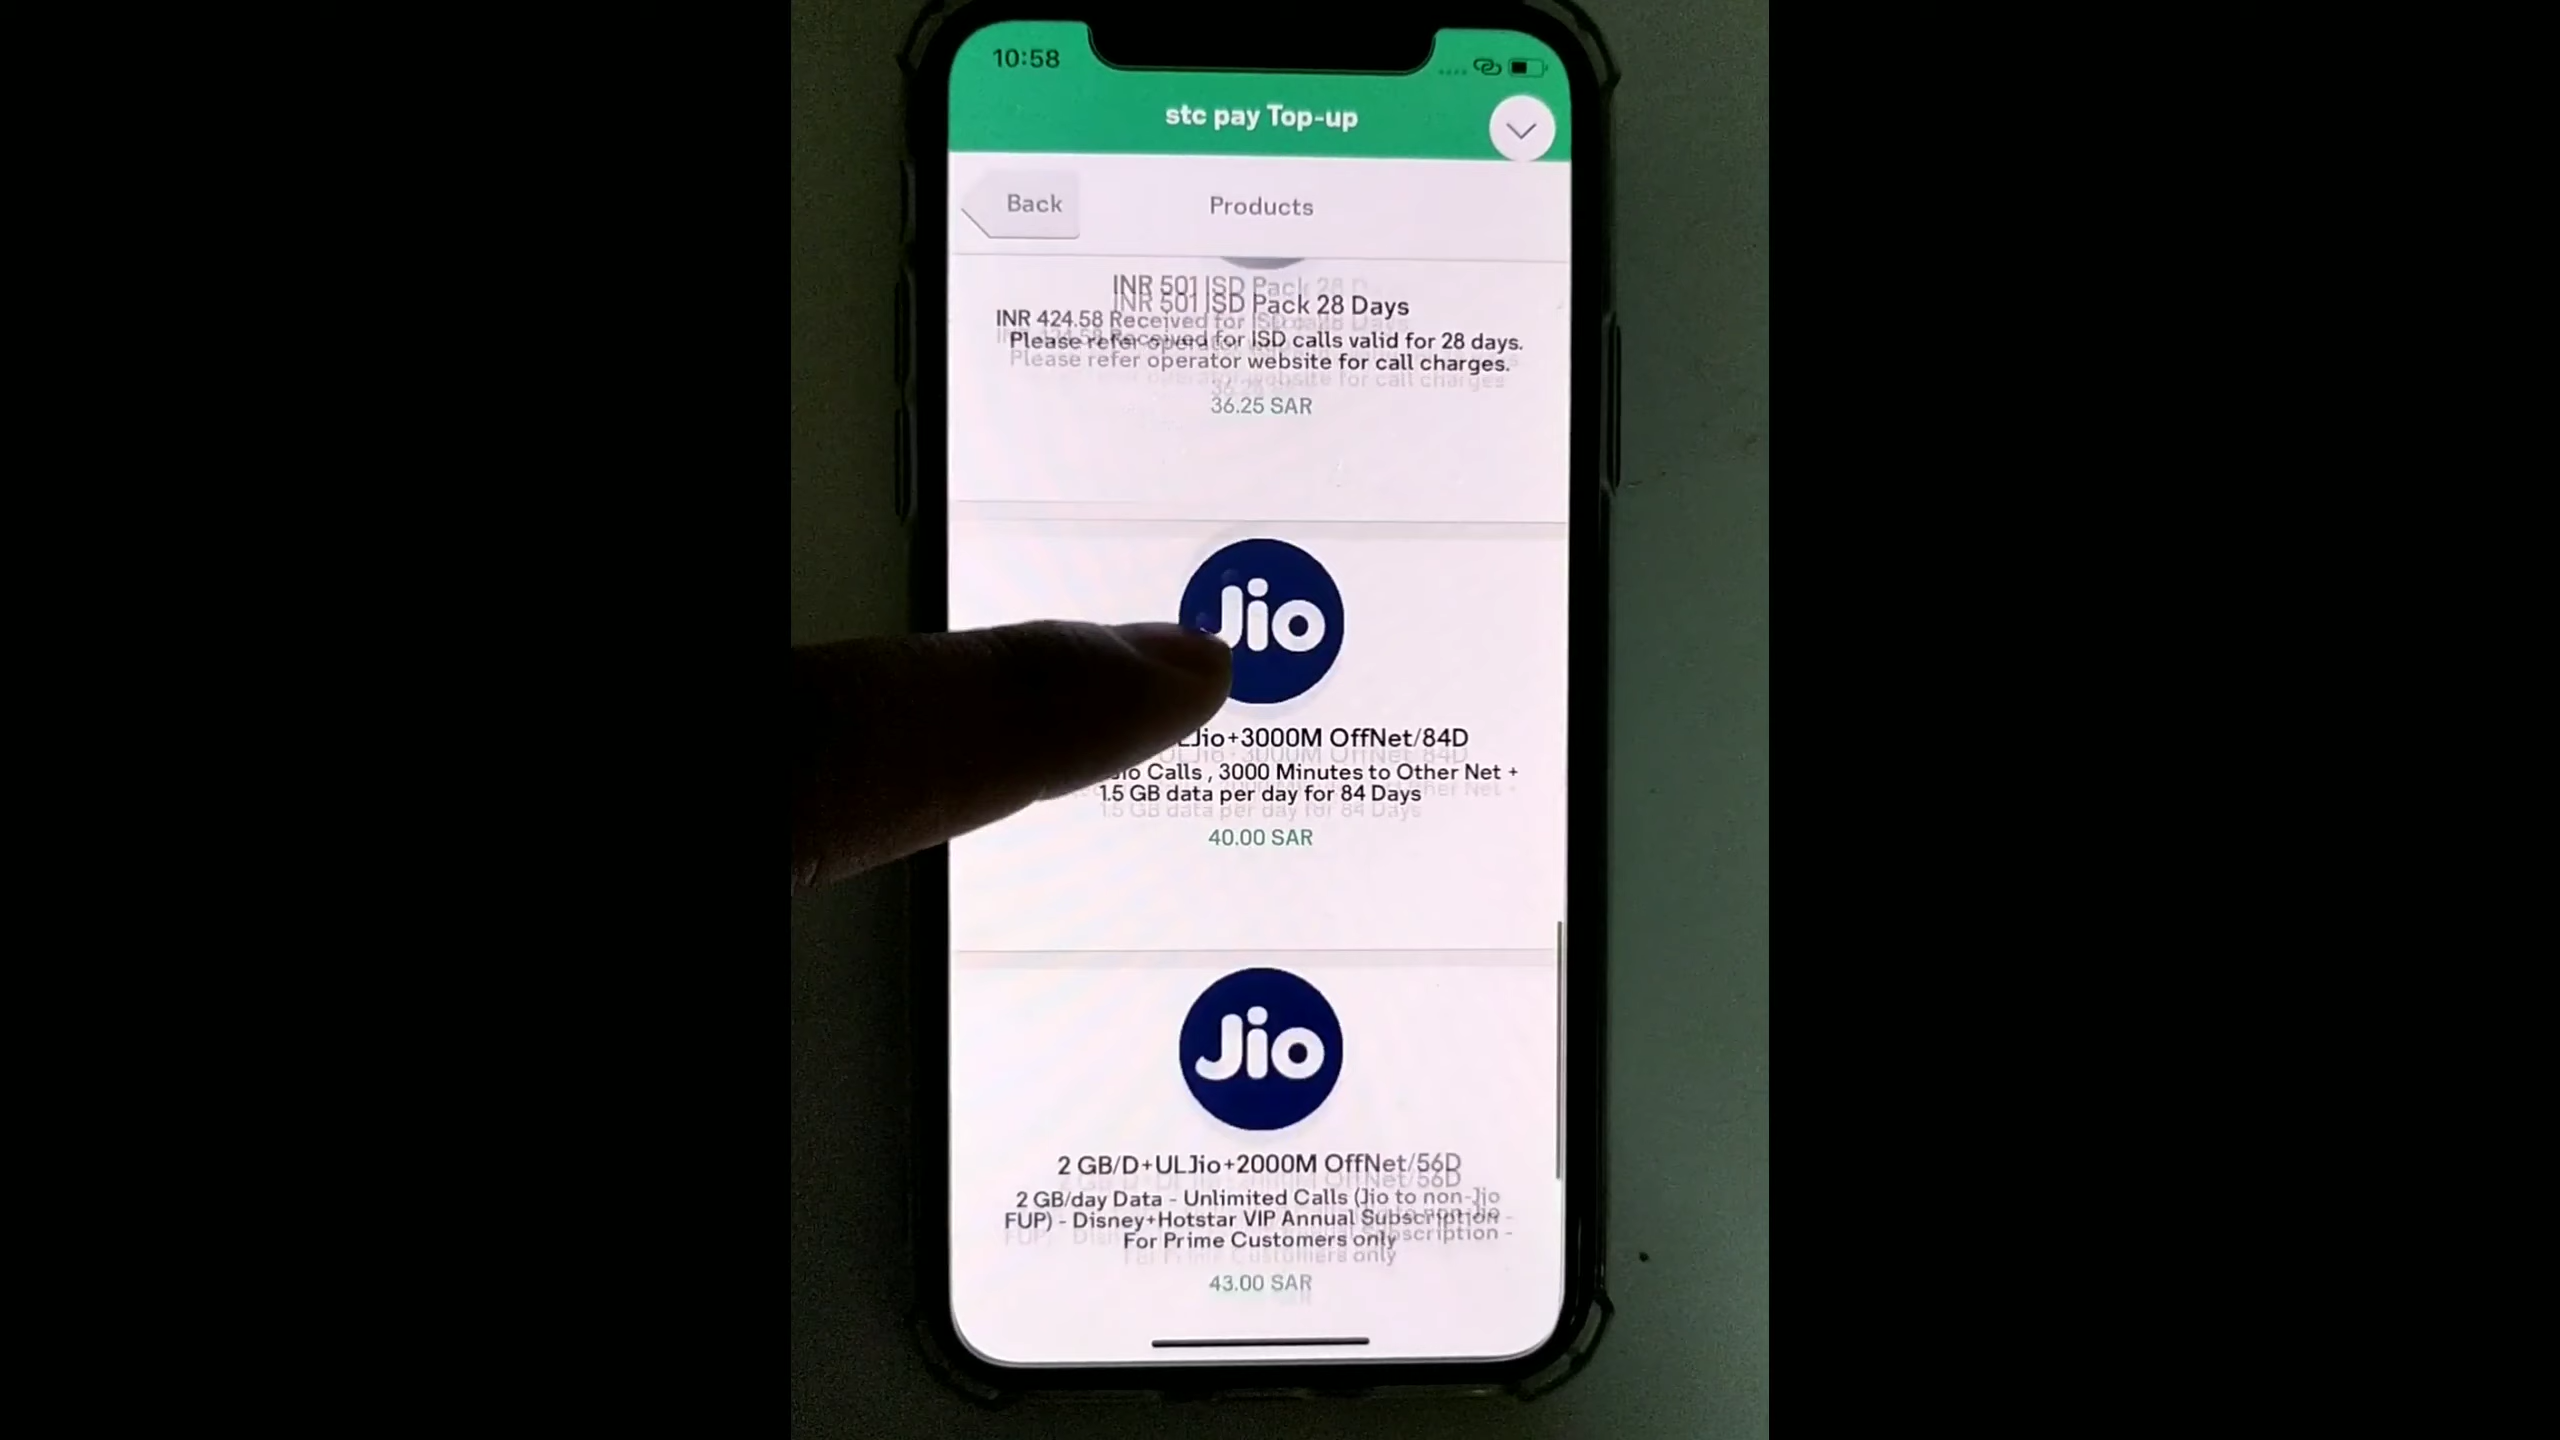 10:58
stc pay Top-up
Back
Products
INR 501 ISD Pack 28 Days
INR 424.58 Received for ISD calls valid for 28 days.
Please refer operator website for call charges.
36.25 SAR
Jio
Jio+3000M OffNet/84D
Calls , 3000 Minutes to Other Net +
1.5 GB data per day for 84 Days
40.00 SAR
Jio
2 GB/D+ULJio+2000M OffNet/56D
2 GB/day Data - Unlimited Calls (Jio to non-Jio
FUP) - Disney+Hotstar VIP Annual Subscription -
For Prime Customers only
43.00 SAR